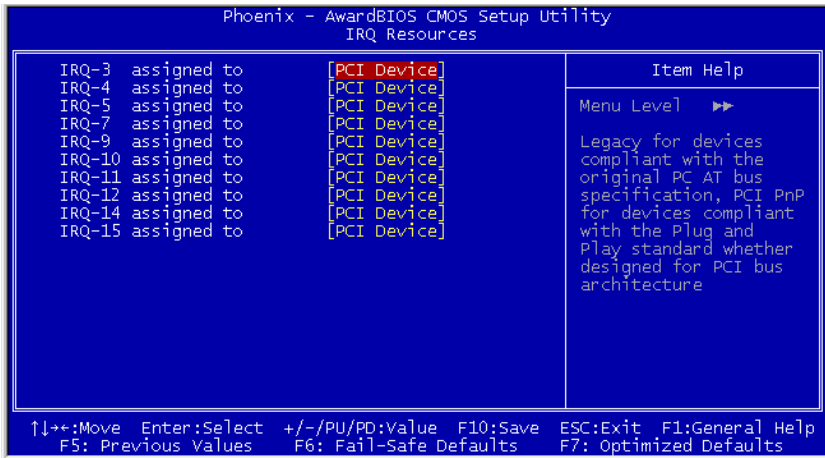 Phoenix - AwardBIOS CMOS Setup Utility
IRQ Resources
IRQ-3 assigned to [PCI Device]
IRQ-4 assigned to [PCI Device]
IRQ-5 assigned to [PCI Device]
IRQ-7 assigned to [PCI Device]
IRQ-9 assigned to [PCI Device]
IRQ-10 assigned to [PCI Device]
IRQ-11 assigned to [PCI Device]
IRQ-12 assigned to [PCI Device]
IRQ-14 assigned to [PCI Device]
IRQ-15 assigned to [PCI Device]
Item Help
Menu Level ▶▶
Legacy for devices
compliant with the
original PC AT bus
specification, PCI PnP
for devices compliant
with the Plug and
Play standard whether
designed for PCI bus
architecture
↑↓→←:Move Enter:Select +/-/PU/PD:Value F10:Save ESC:Exit F1:General Help
F5: Previous Values F6: Fail-Safe Defaults F7: Optimized Defaults